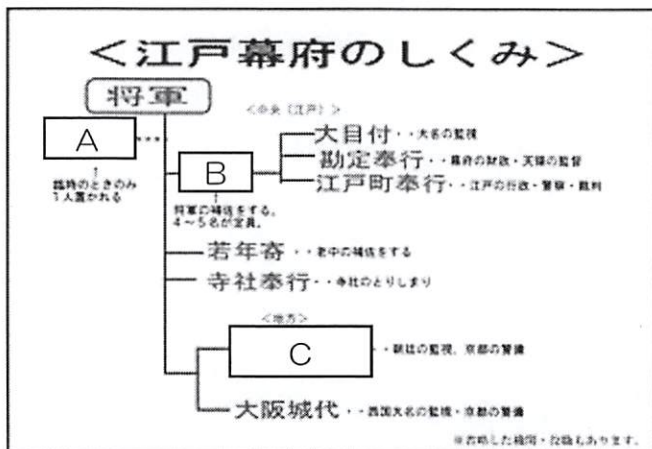 <江戸幕府のしくみ>
将軍
<中央（江戸）>
A
大目付・・大名の監視
B
勘定奉行・・幕府の財政・天領の監督
江戸町奉行・・江戸の行政・警察・裁判
臨時のときのみ
1人置かれる
将軍の補佐をする。
4～5名が定員。
若年寄・・老中の補佐をする
寺社奉行・・寺社のとりしまり
<地方>
C
・・朝廷の監視、京都の警備
大阪城代・・西国大名の監視・京都の警備
※省略した機関・役職もあります。